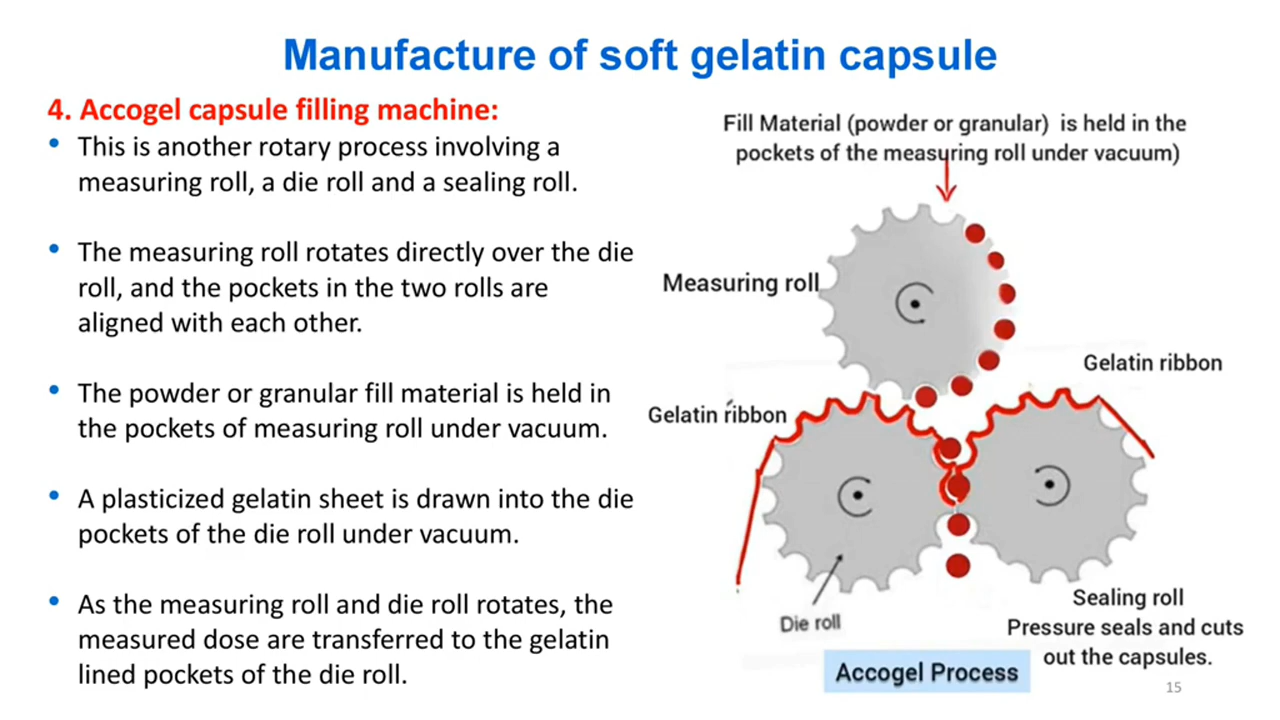 Manufacture of soft gelatin capsule
4. Accogel capsule filling machine:
• This is another rotary process involving a
measuring roll, a die roll and a sealing roll.
• The measuring roll rotates directly over the die
roll, and the pockets in the two rolls are
aligned with each other.
• The powder or granular fill material is held in
the pockets of measuring roll under vacuum.
• A plasticized gelatin sheet is drawn into the die
pockets of the die roll under vacuum.
• As the measuring roll and die roll rotates, the
measured dose are transferred to the gelatin
lined pockets of the die roll.
Fill Material (powder or granular) is held in the
pockets of the measuring roll under vacuum)
Measuring roll
Gelatin ribbon
Gelatin ribbon
Die roll
Sealing roll
Pressure seals and cuts
out the capsules.
Accogel Process
15